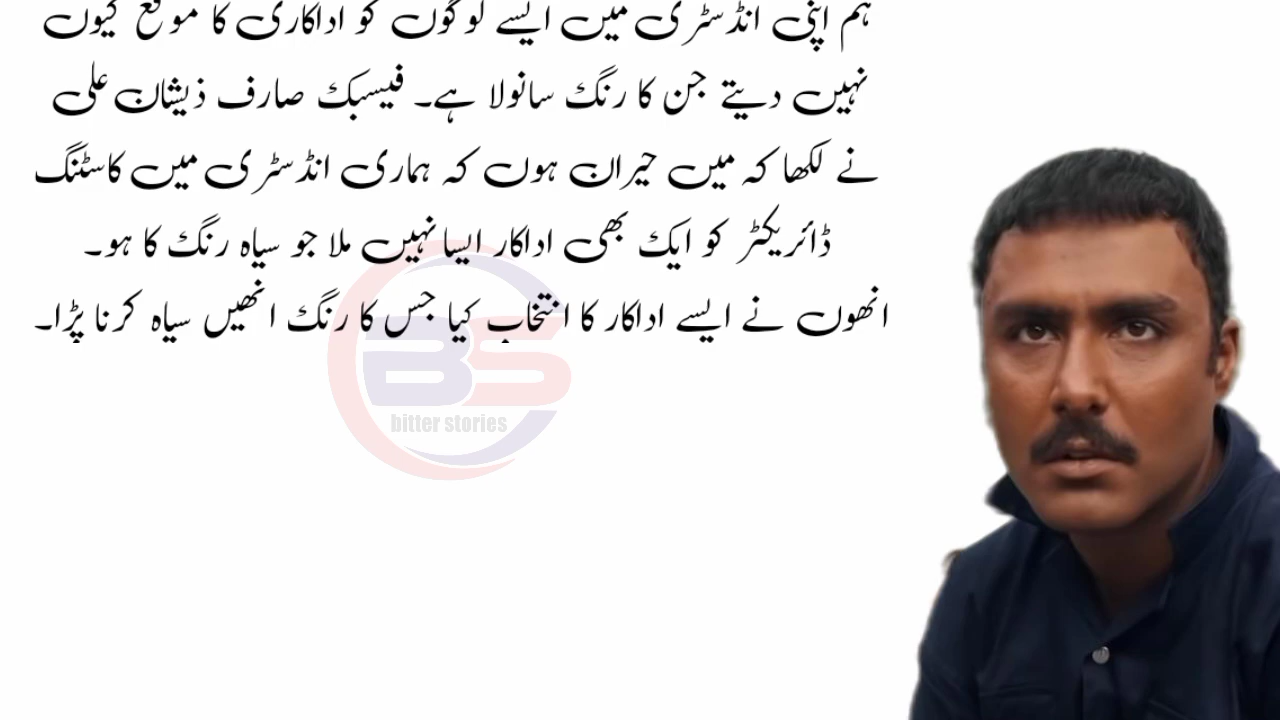 ہم اپنی انڈسٹری میں ایسے لوگوں کو اداکاری کا موقع کیوں
نہیں دیتے جن کا رنگ سانولا ہے۔ فیسبک صارف ذیشان علی
نے لکھا کہ میں حیران ہوں کہ ہماری انڈسٹری میں کاسٹنگ
ڈائریکٹر کو ایک بھی اداکار ایسا نہیں ملا جو سیاہ رنگ کا ہو۔
انھوں نے ایسے اداکار کا انتخاب کیا جس کا رنگ انھیں سیاہ کرنا پڑا۔
BS
bitter stories